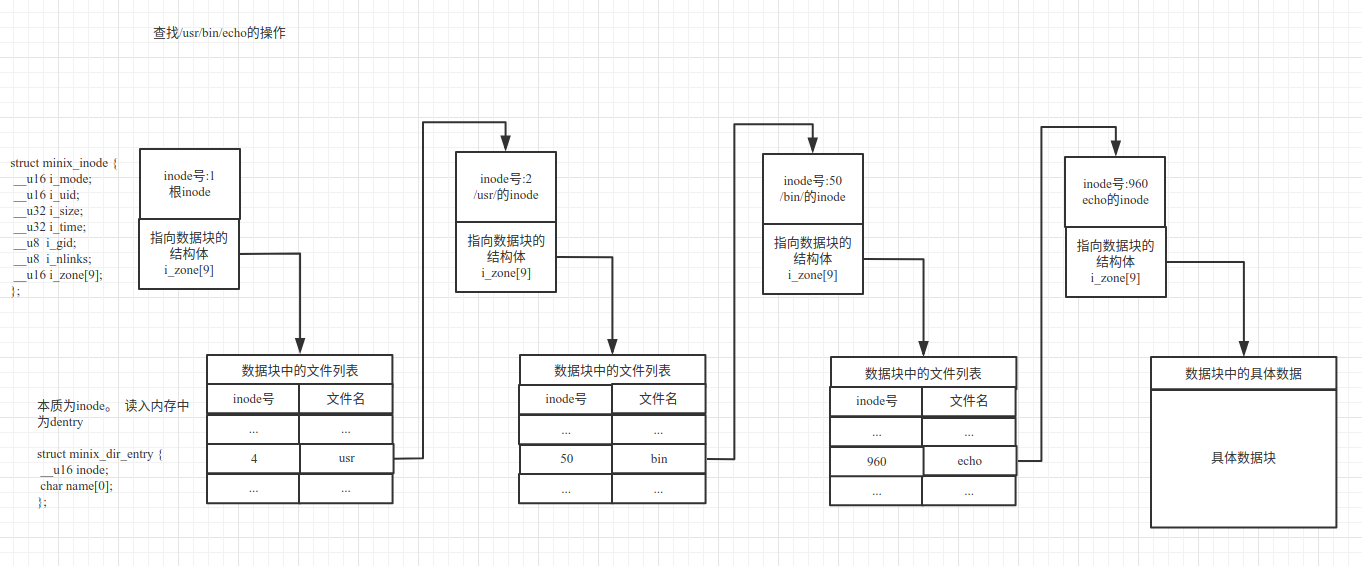 查找/usr/bin/echo的操作
struct minix_inode {
__u16 i_mode;
__u16 i_uid;
__u32 i_size;
__u32 i_time;
__u8 i_gid;
__u8 i_nlinks;
__u16 i_zone[9];
};
inode号:1
根inode
指向数据块的
结构体
i_zone[9]
inode号:2
/usr/的inode
指向数据块的
结构体
i_zone[9]
inode号:50
/bin/的inode
指向数据块的
结构体
i_zone[9]
inode号:960
echo的inode
指向数据块的
结构体
i_zone[9]
本质为inode。 读入内存中
为dentry
struct minix_dir_entry {
__u16 inode;
char name[0];
};
数据块中的文件列表
inode号 文件名
... ...
4 usr
... ...
数据块中的文件列表
inode号 文件名
... ...
50 bin
... ...
数据块中的文件列表
inode号 文件名
... ...
960 echo
... ...
数据块中的具体数据
具体数据块